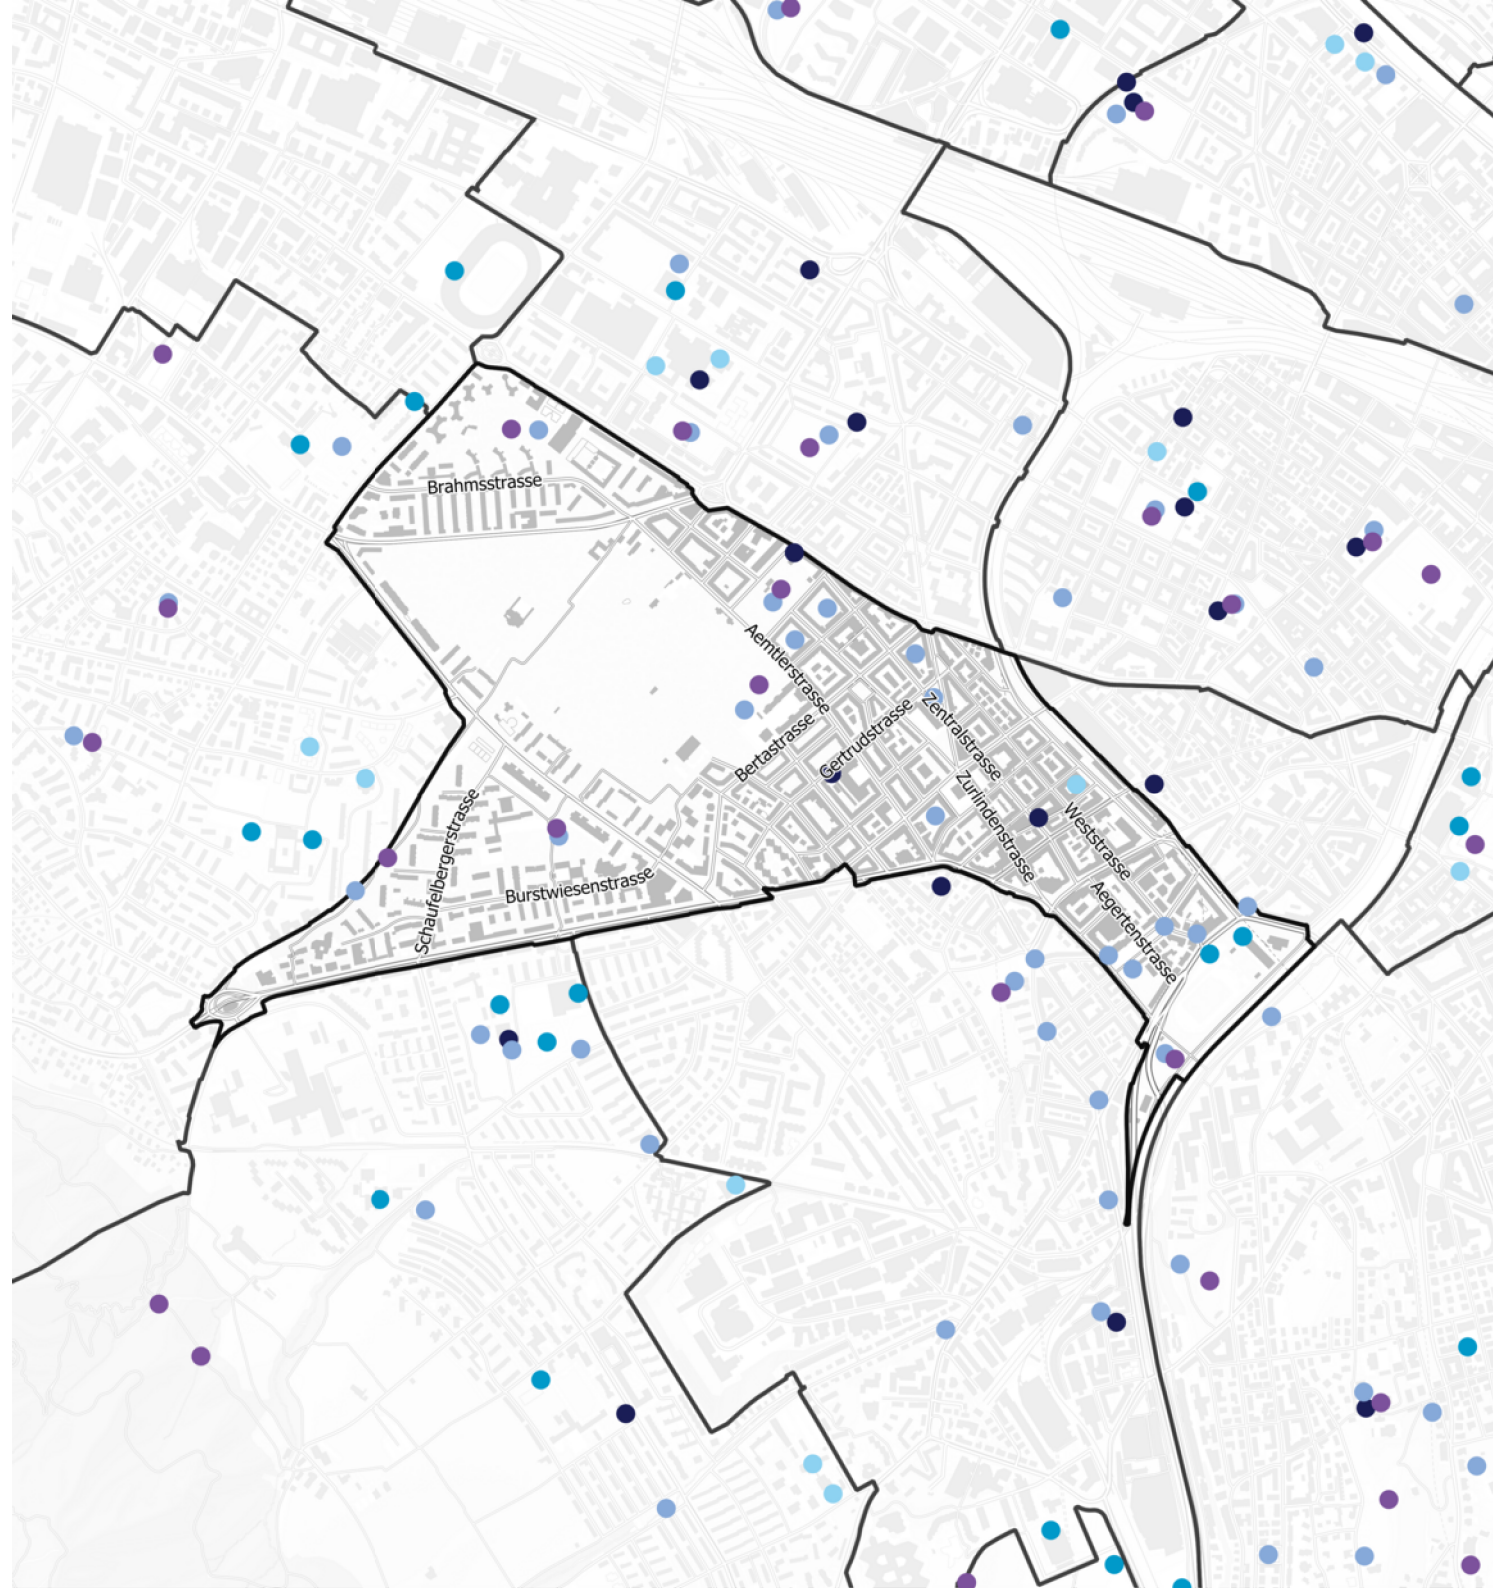 Brahmsstrasse
Aemtlerstrasse
Bertastrasse
Gertrudstrasse
Zentralstrasse
Zurlindenstrasse
Weststrasse
Schaufelbergerstrasse
Burstwiesenstrasse
Aegertenstrasse